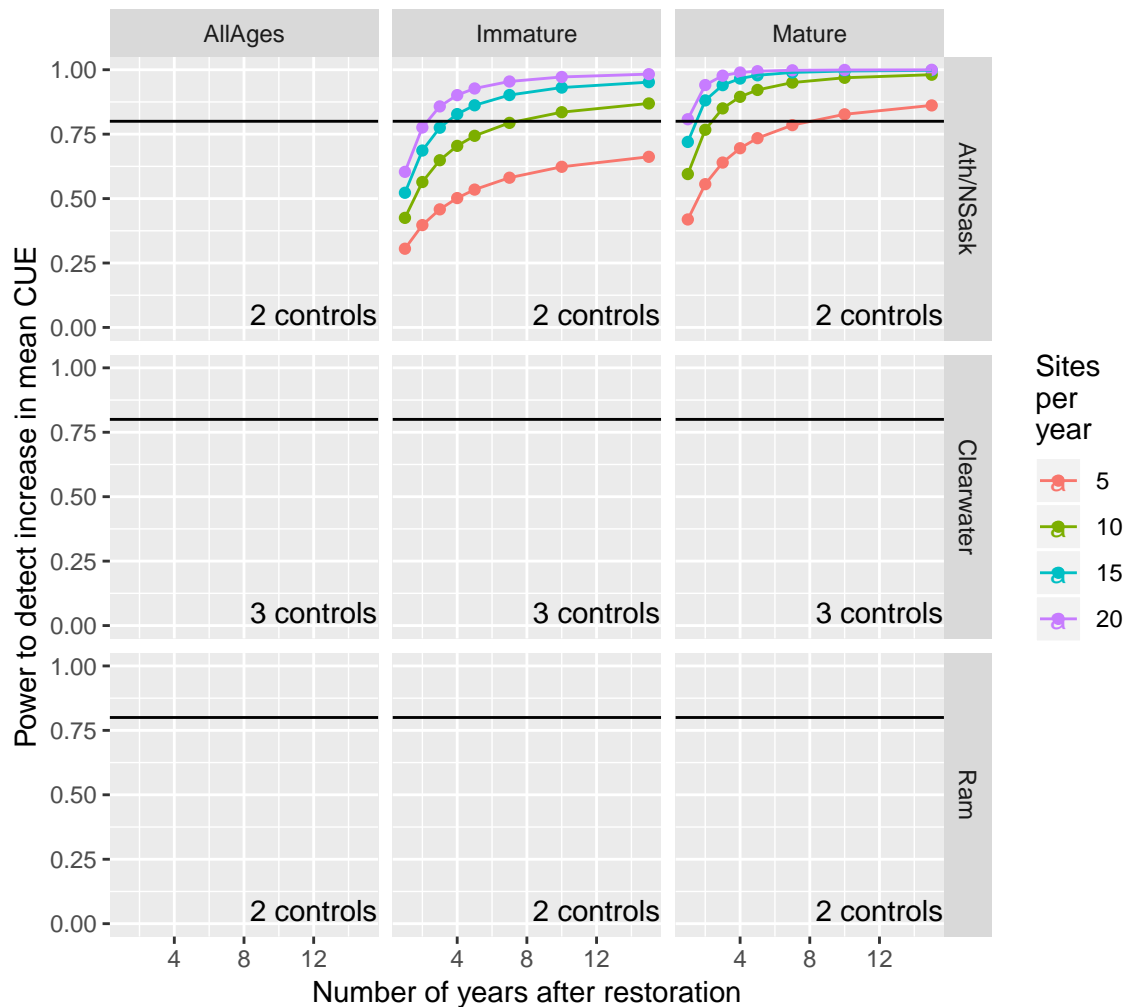 AllAges Immature Mature
Power to detect increase in mean CUE
1.00
0.75
0.50
0.25
0.00
2 controls 2 controls 2 controls
Ath/NSask
1.00
0.75
0.50
0.25
0.00
3 controls 3 controls 3 controls
Clearwater
1.00
0.75
0.50
0.25
0.00
2 controls 2 controls 2 controls
Ram
4 8 12 4 8 12 4 8 12
Number of years after restoration
Sites
per
year
a 5
a 10
a 15
a 20